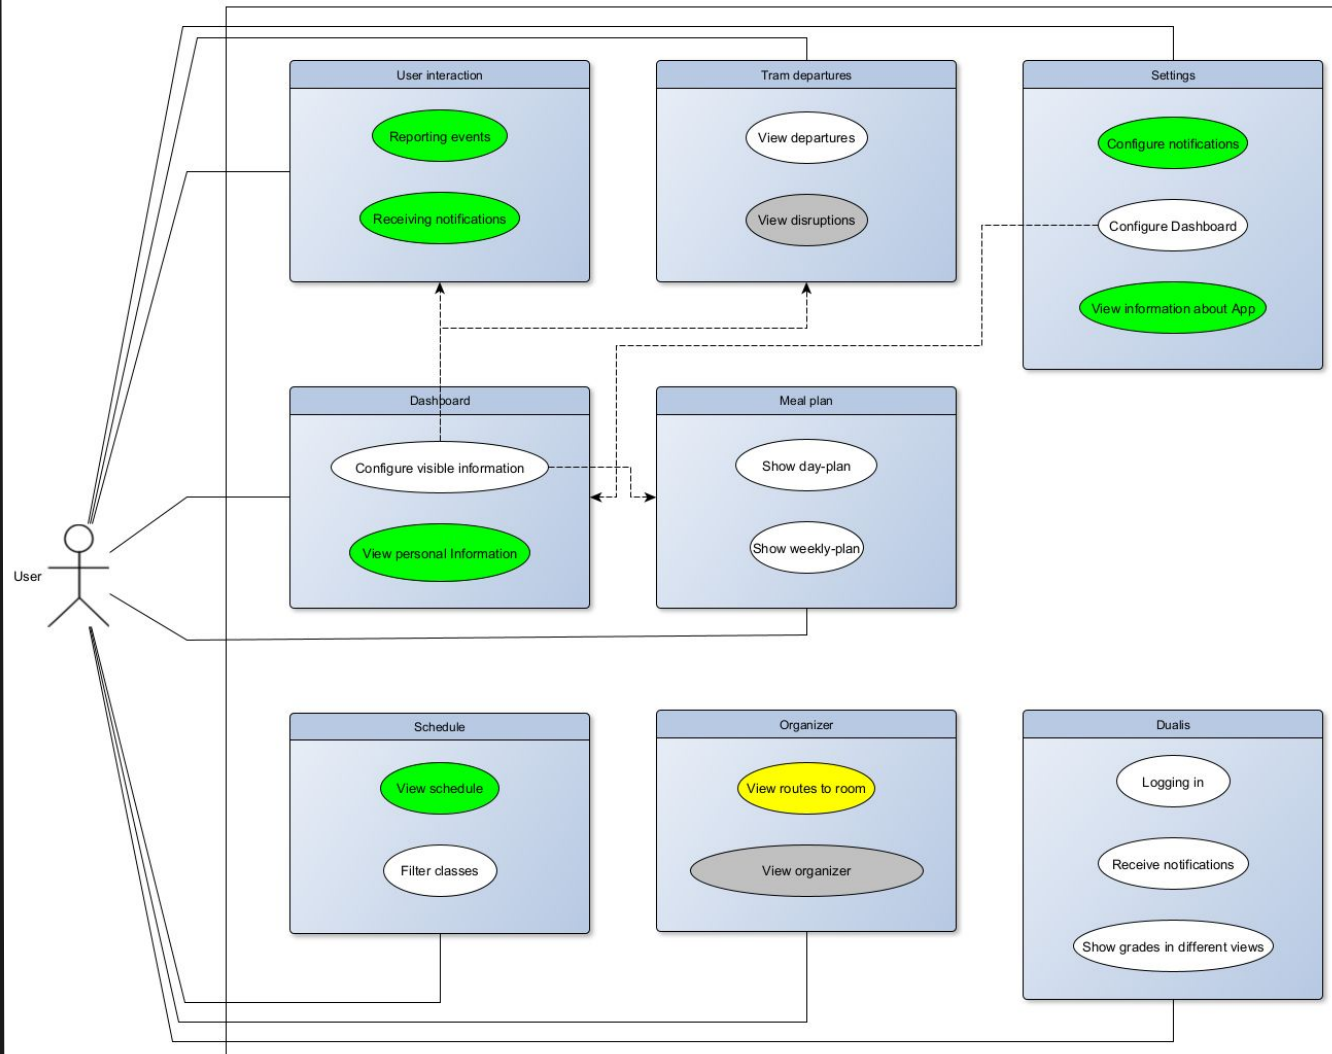 User interaction
Reporting events
Receiving notifications
Tram departures
View departures
View disruptions
Settings
Configure notifications
Configure Dashboard
View information about App
Dashboard
Configure visible information
View personal Information
Meal plan
Show day-plan
Show weekly-plan
User
Schedule
View schedule
Filter classes
Organizer
View routes to room
View organizer
Dualis
Logging in
Receive notifications
Show grades in different views